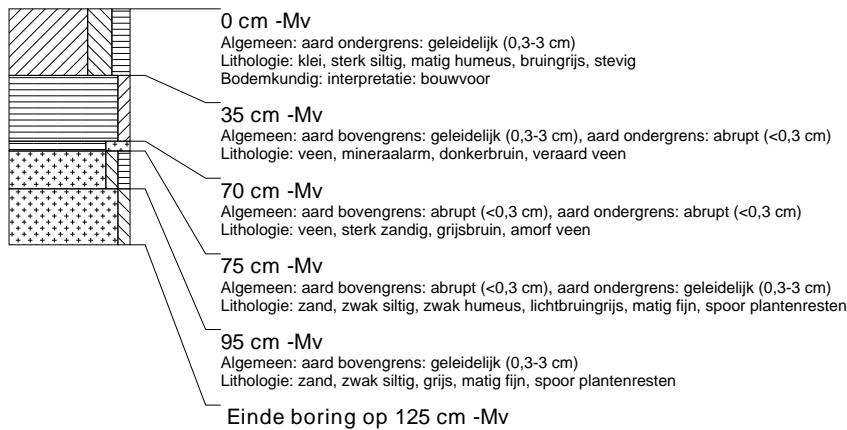 0 cm -Mv
Algemeen: aard ondergrens: geleidelijk (0,3-3 cm)
Lithologie: klei, sterk siltig, matig humeus, bruingrijs, stevig
Bodemkundig: interpretatie: bouwvoor
35 cm -Mv
Algemeen: aard bovengrens: geleidelijk (0,3-3 cm), aard ondergrens: abrupt (<0,3 cm)
Lithologie: veen, mineraalarm, donkerbruin, veraard veen
70 cm -Mv
Algemeen: aard bovengrens: abrupt (<0,3 cm), aard ondergrens: abrupt (<0,3 cm)
Lithologie: veen, sterk zandig, grijsbruin, amorf veen
75 cm -Mv
Algemeen: aard bovengrens: abrupt (<0,3 cm), aard ondergrens: geleidelijk (0,3-3 cm)
Lithologie: zand, zwak siltig, zwak humeus, lichtbruingrijs, matig fijn, spoor plantenresten
95 cm -Mv
Algemeen: aard bovengrens: geleidelijk (0,3-3 cm)
Lithologie: zand, zwak siltig, grijs, matig fijn, spoor plantenresten
Einde boring op 125 cm -Mv